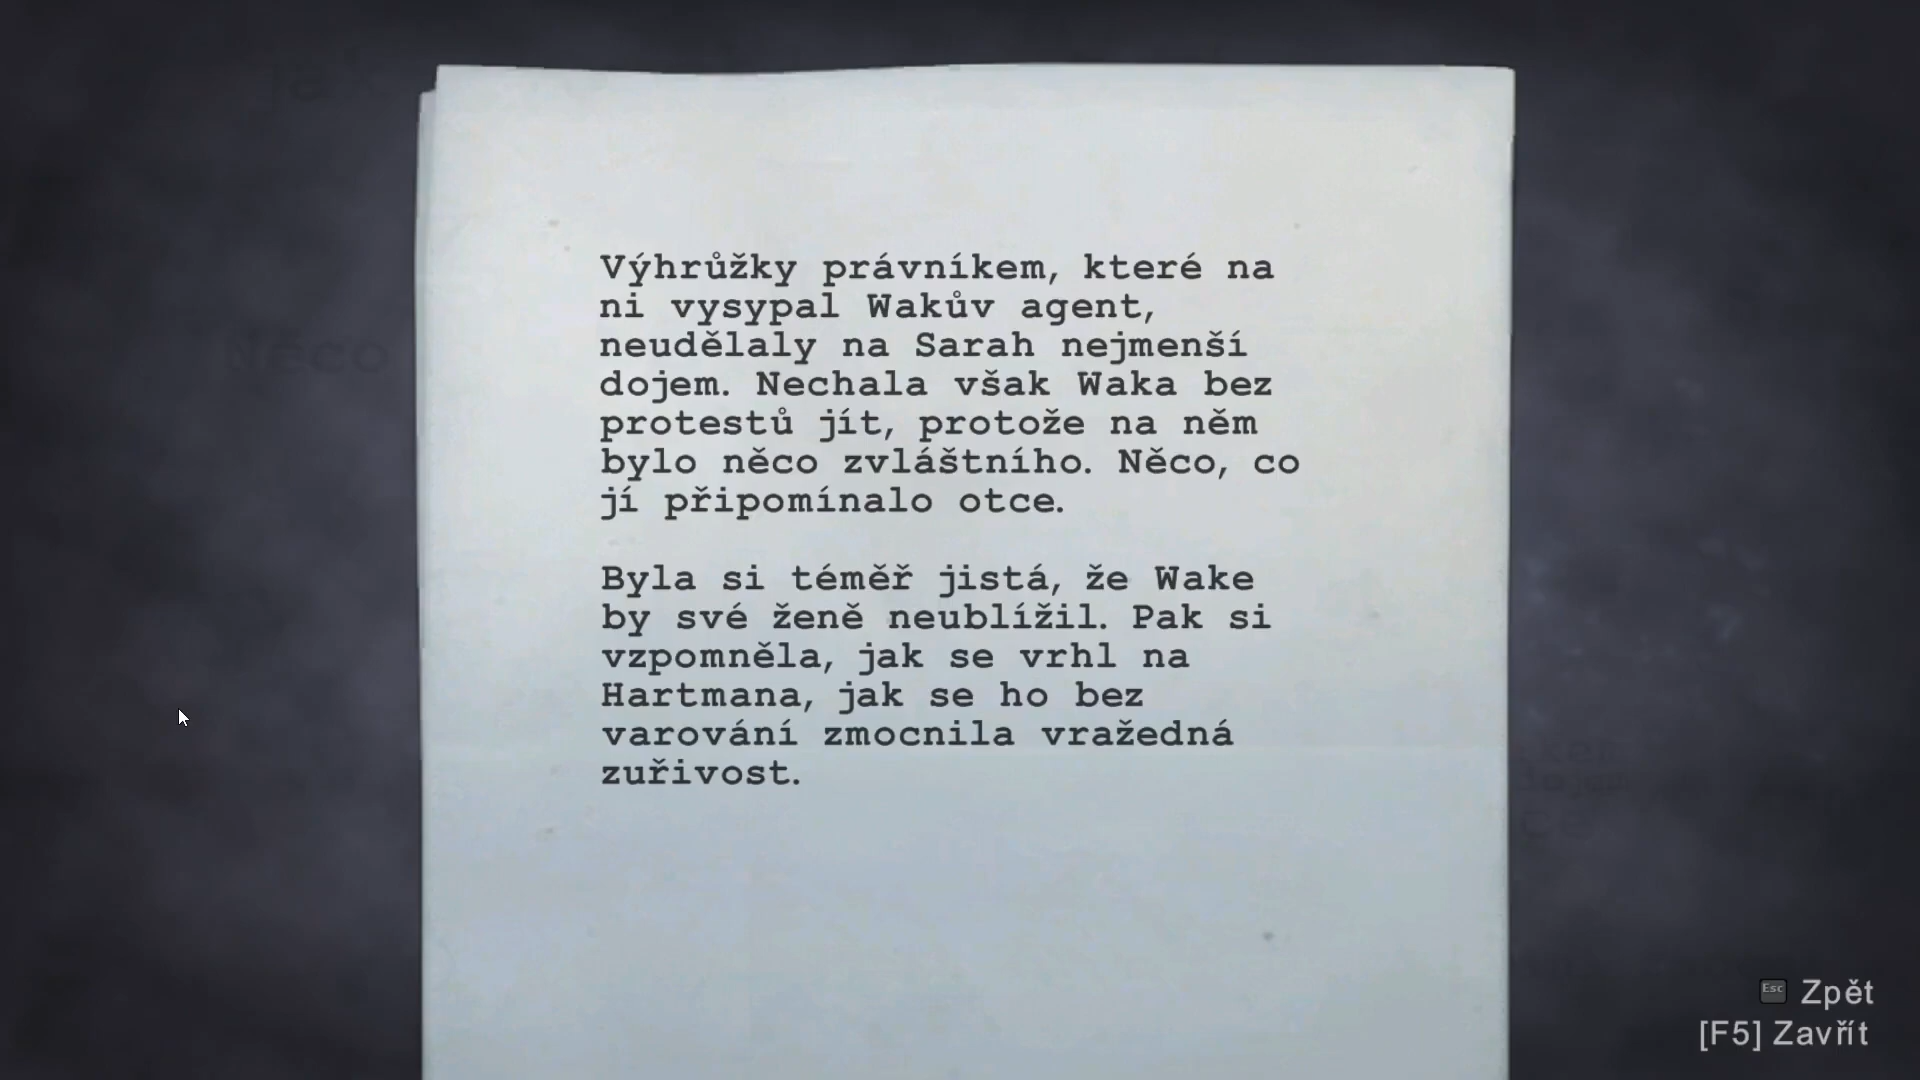 Výhrůžky právníkem, které na
ni vysypal Wakův agent,
neudělaly na Sarah nejmenší
dojem. Nechala však Waka bez
protestů jít, protože na něm
bylo něco zvláštního. Něco, co
jí připomínalo otce.
Byla si téměř jistá, že Wake
by své ženě neublížil. Pak si
vzpomněla, jak se vrhl na
Hartmana, jak se ho bez
varování zmocnila vražedná
zuřivost.
Něco
Esc Zpět
[F5] Zavřít